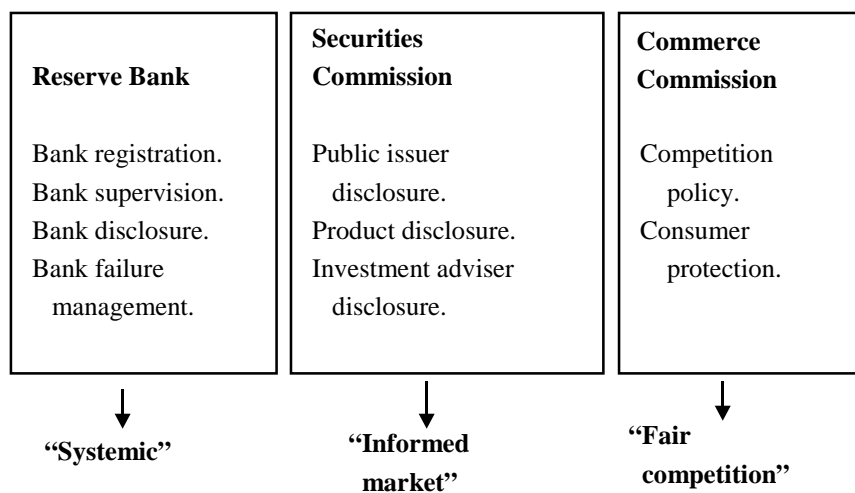 Reserve Bank
Bank registration.
Bank supervision.
Bank disclosure.
Bank failure
management.
“Systemic”
Securities
Commission
Public issuer
disclosure.
Product disclosure.
Investment adviser
disclosure.
“Informed
market”
Commerce
Commission
Competition
policy.
Consumer
protection.
“Fair
competition”